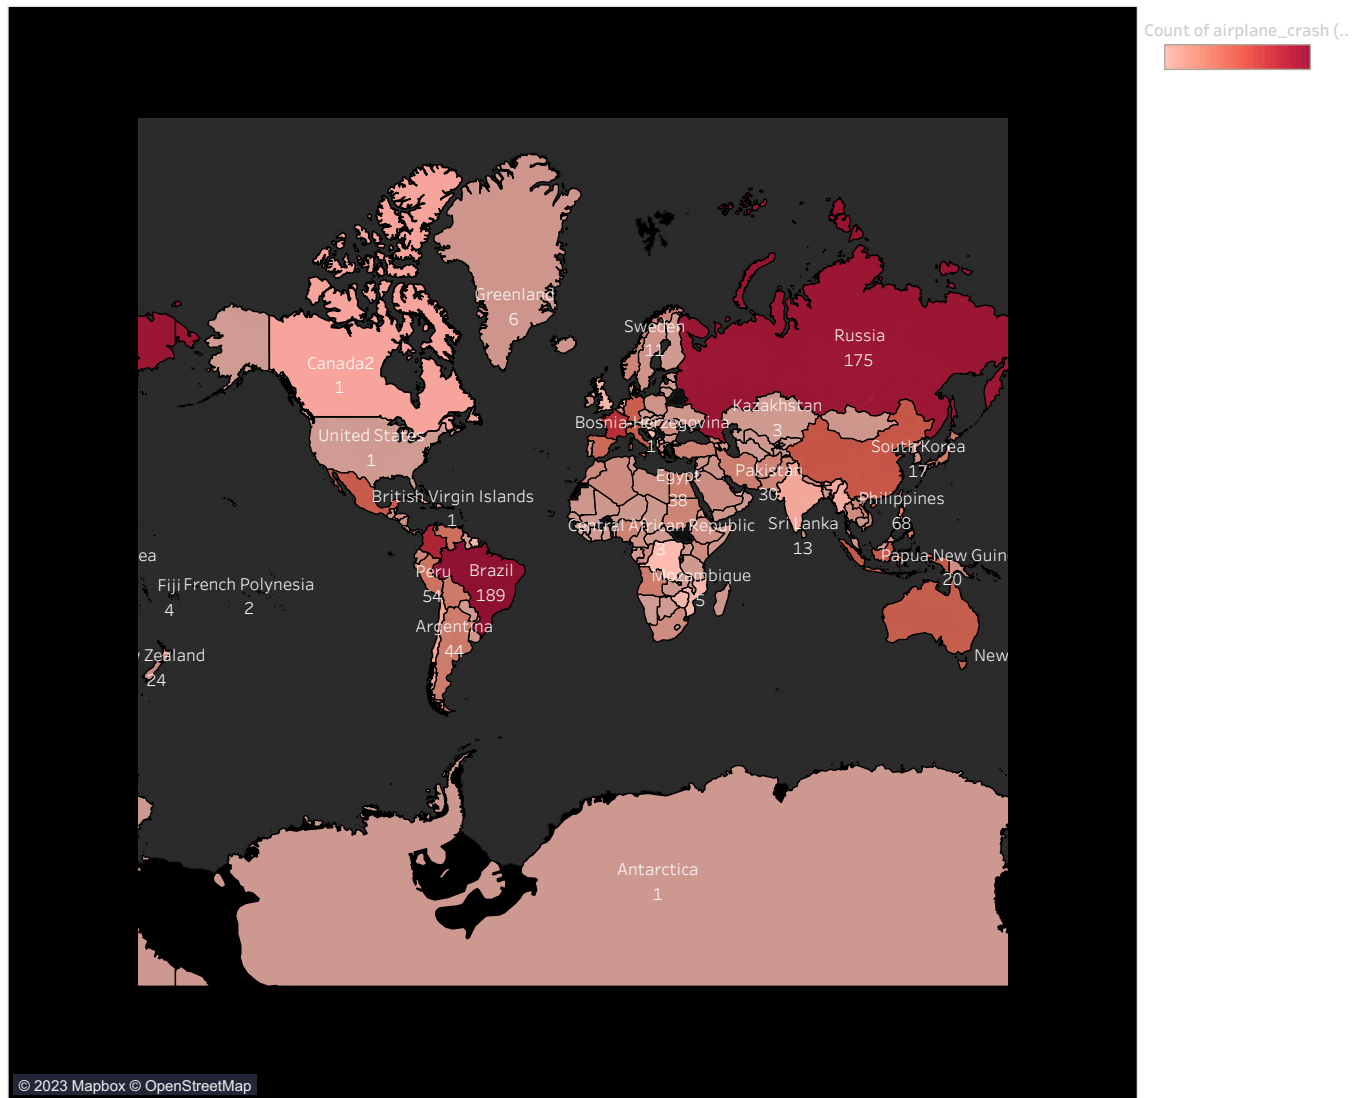 Count of airplane_crash (..
Greenland
6
Sweden
11
Russia
175
Canada2
1
Kazakhstan
3
Bosnia-Herzegovina
1
United States
1
South Korea
17
Pakistan
30
Egypt
38
British Virgin Islands
1
Philippines
68
Central African Republic
3
Sri Lanka
13
ea
Papua New Guin
20
Fiji
4
French Polynesia
2
Peru
54
Brazil
189
Mozambique
5
Argentina
44
Zealand
24
New
Antarctica
1
© 2023 Mapbox © OpenStreetMap